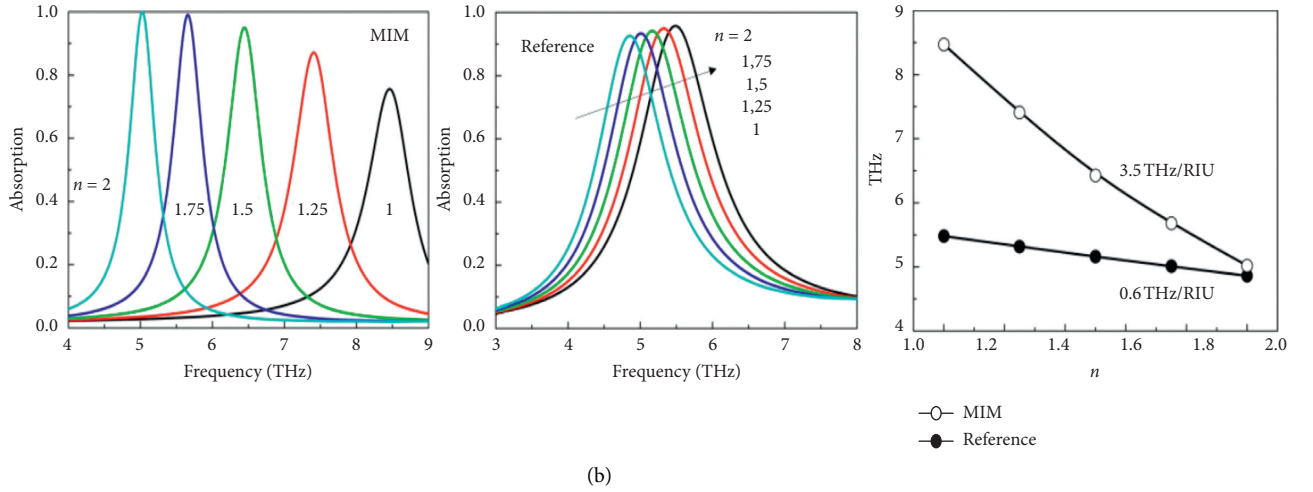 1.0
0.8
0.6
0.4
0.2
0.0
Absorption
MIM
n = 2
1.75
1.5
1.25
1
4
5
6
7
8
9
Frequency (THz)
1.0
0.8
0.6
0.4
0.2
0.0
Absorption
Reference
n = 2
1,75
1,5
1,25
1
3
4
5
6
7
8
Frequency (THz)
9
8
7
6
5
4
THz
3.5 THz/RIU
0.6 THz/RIU
1.0
1.2
1.4
1.6
1.8
2.0
n
MIM
Reference
(b)